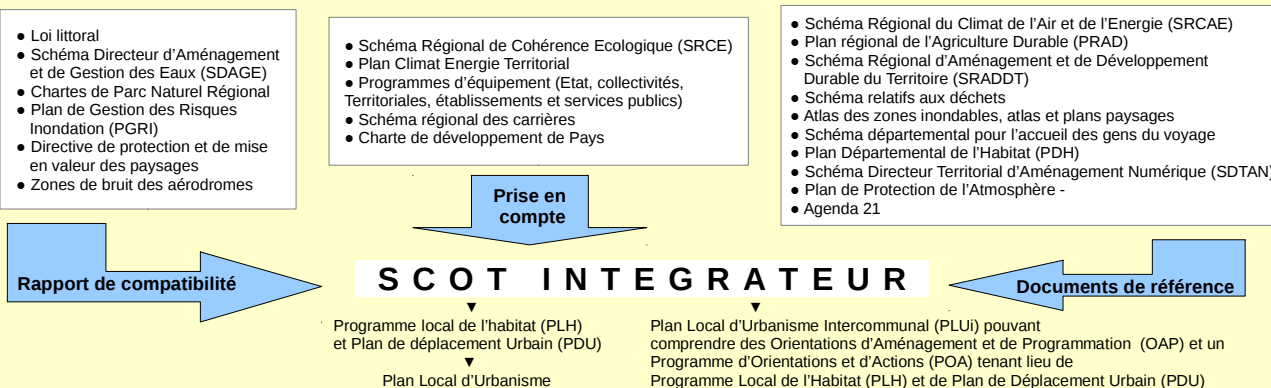 ● Loi littoral
● Schéma Directeur d'Aménagement
et de Gestion des Eaux (SDAGE)
● Chartes de Parc Naturel Régional
● Plan de Gestion des Risques
Inondation (PGRI)
● Directive de protection et de mise
en valeur des paysages
● Zones de bruit des aérodromes
● Schéma Régional de Cohérence Ecologique (SRCE)
● Plan Climat Energie Territorial
● Programmes d'équipement (Etat, collectivités,
Territoriales, établissements et services publics)
● Schéma régional des carrières
● Charte de développement de Pays
● Schéma Régional du Climat de l'Air et de l'Energie (SRCAE)
● Plan régional de l'Agriculture Durable (PRAD)
● Schéma Régional d'Aménagement et de Développement
Durable du Territoire (SRADDT)
● Schéma relatifs aux déchets
● Atlas des zones inondables, atlas et plans paysages
● Schéma départemental pour l'accueil des gens du voyage
● Plan Départemental de l'Habitat (PDH)
● Schéma Directeur Territorial d'Aménagement Numérique (SDTAN)
● Plan de Protection de l'Atmosphère -
● Agenda 21
Prise en
compte
Rapport de compatibilité
SCOT INTEGRATEUR
Documents de référence
▼
Programme local de l'habitat (PLH)
et Plan de déplacement Urbain (PDU)
▼
Plan Local d'Urbanisme
▼
Plan Local d'Urbanisme Intercommunal (PLUi) pouvant
comprendre des Orientations d'Aménagement et de Programmation (OAP) et un
Programme d'Orientations et d'Actions (POA) tenant lieu de
Programme Local de l'Habitat (PLH) et de Plan de Déplacement Urbain (PDU)